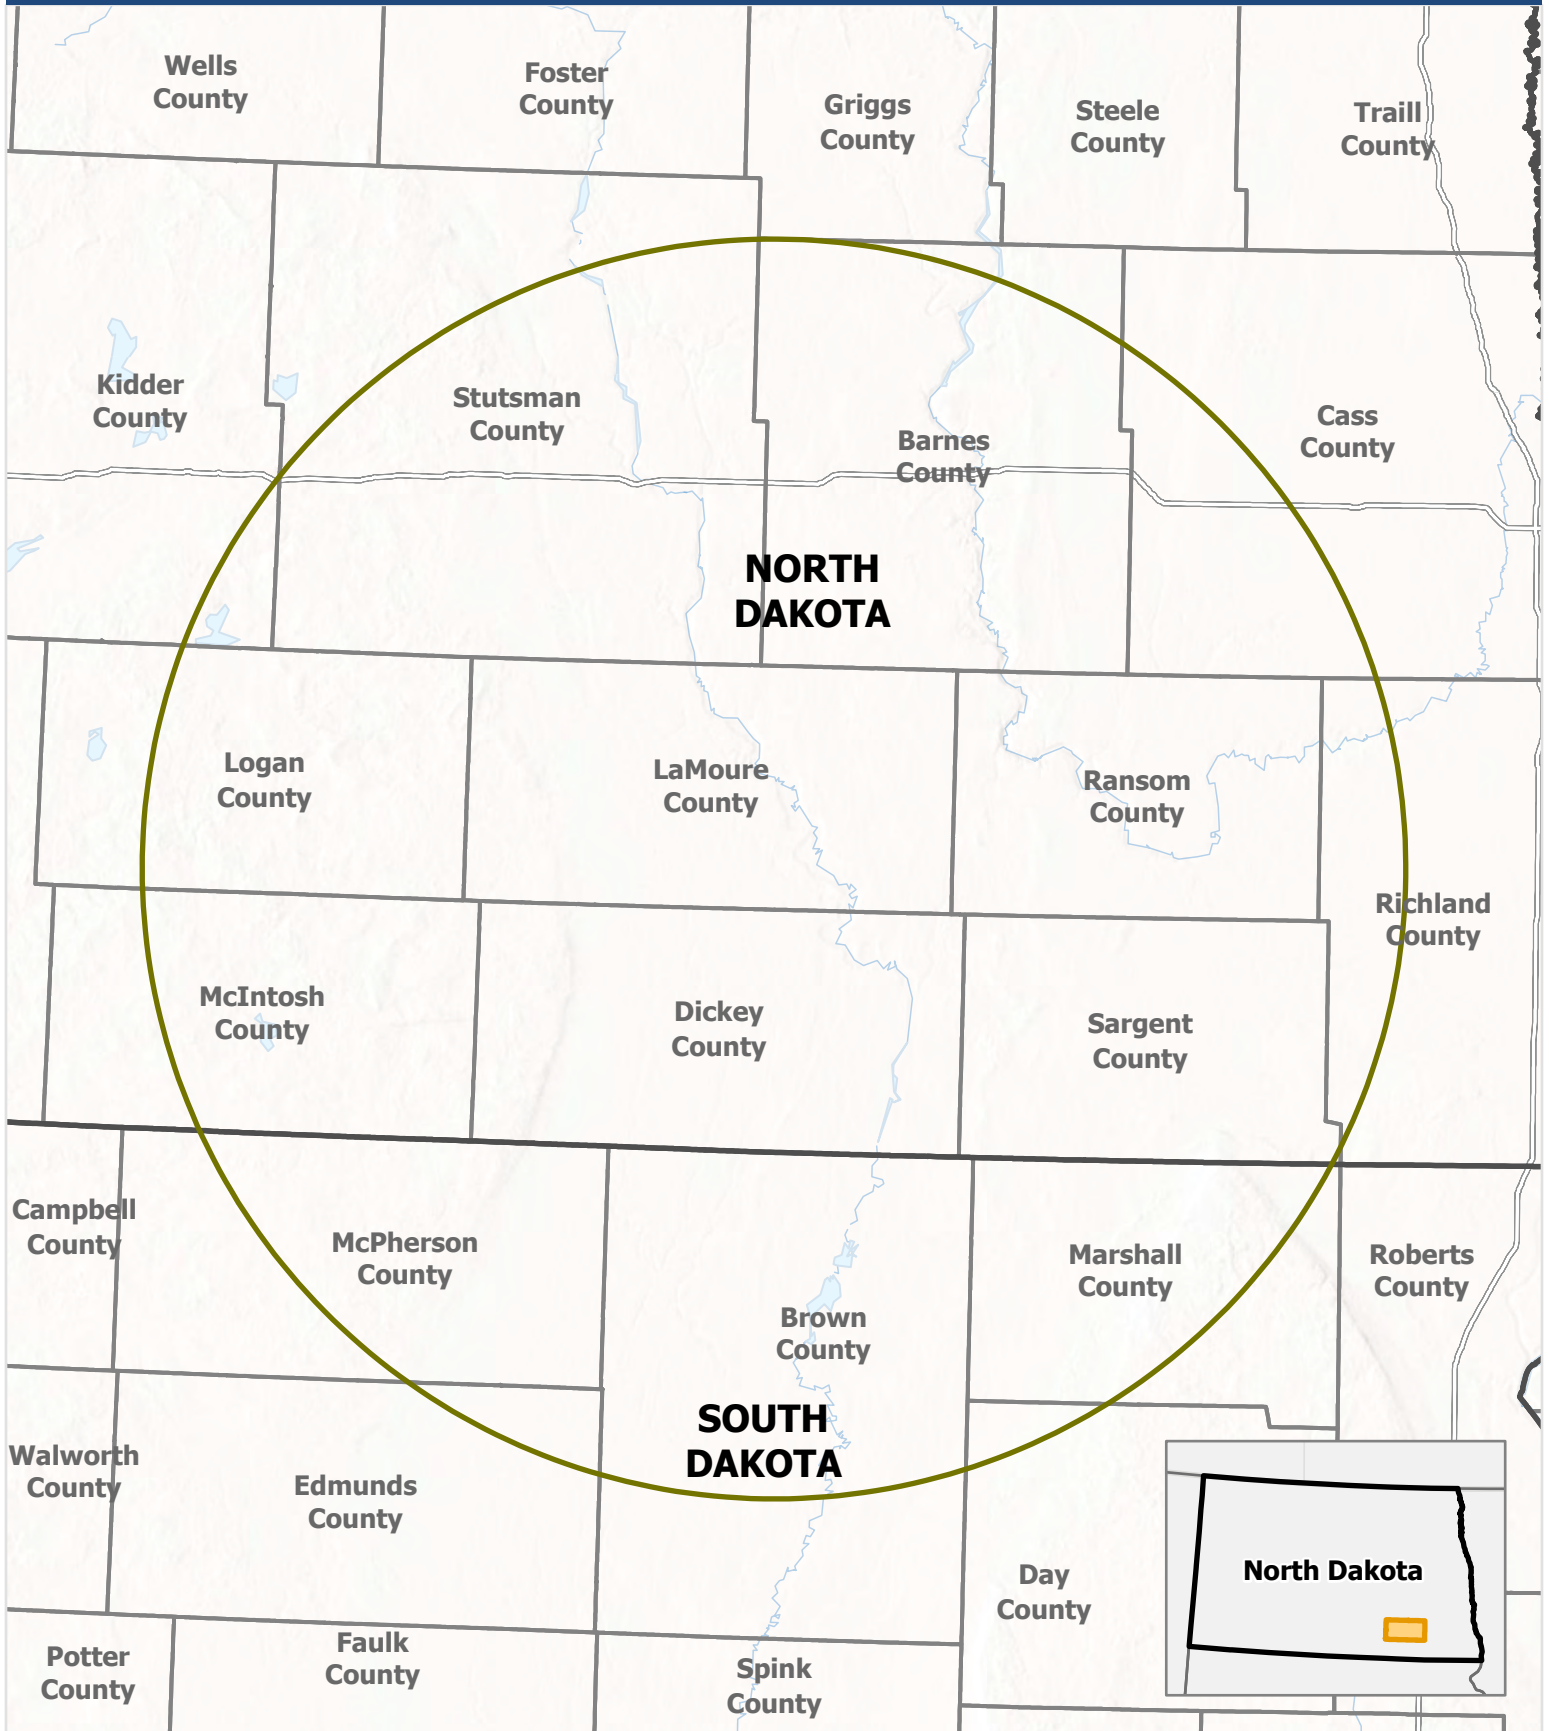 Wells
County
Foster
County
Griggs
County
Steele
County
Traill
County
Kidder
County
Stutsman
County
Barnes
County
Cass
County
NORTH
DAKOTA
Logan
County
LaMoure
County
Ransom
County
Richland
County
McIntosh
County
Dickey
County
Sargent
County
Campbell
County
McPherson
County
Marshall
County
Roberts
County
Brown
County
SOUTH
DAKOTA
Walworth
County
Edmunds
County
Day
County
North Dakota
Potter
County
Faulk
County
Spink
County